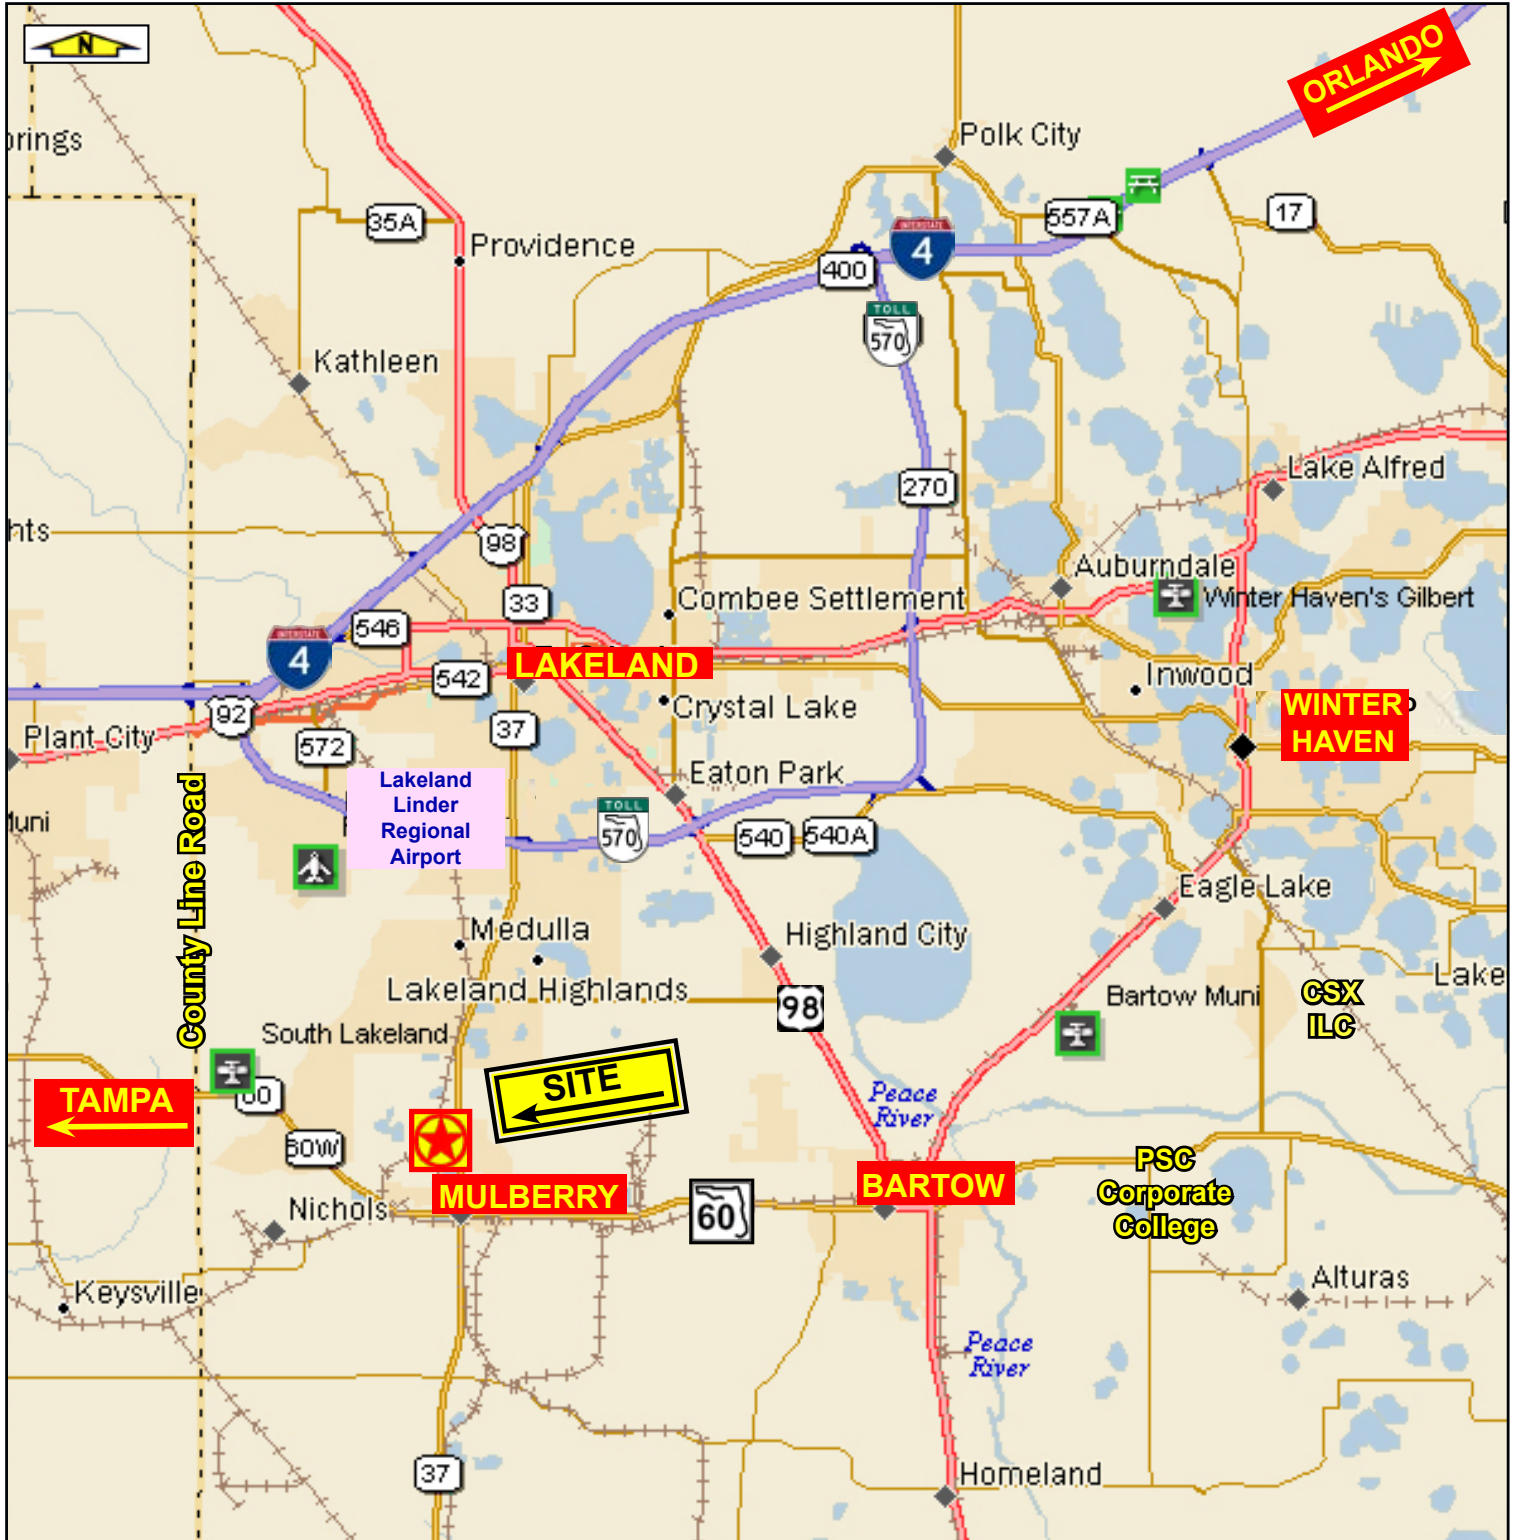 N
ORLANDO
Polk City
35A
Providence
557A
17
INTERSTATE
4
400
TOLL
570
Kathleen
270
Lake Alfred
98
33
Auburndale
Winter Haven's Gilbert
Combee Settlement
546
INTERSTATE
4
LAKELAND
542
Inwood
Crystal Lake
WINTER
HAVEN
92
37
Plant City
572
Eaton Park
Lakeland
Linder
Regional
Airport
TOLL
570
540
540A
County Line Road
Eagle Lake
Medulla
Highland City
Lakeland Highlands
98
Bartow Muni
CSX
ILC
Lake
South Lakeland
SITE
TAMPA
60W
Peace
River
PSC
Corporate
College
MULBERRY
BARTOW
60
Nichols
Alturas
Keysville
Peace
River
37
Homeland